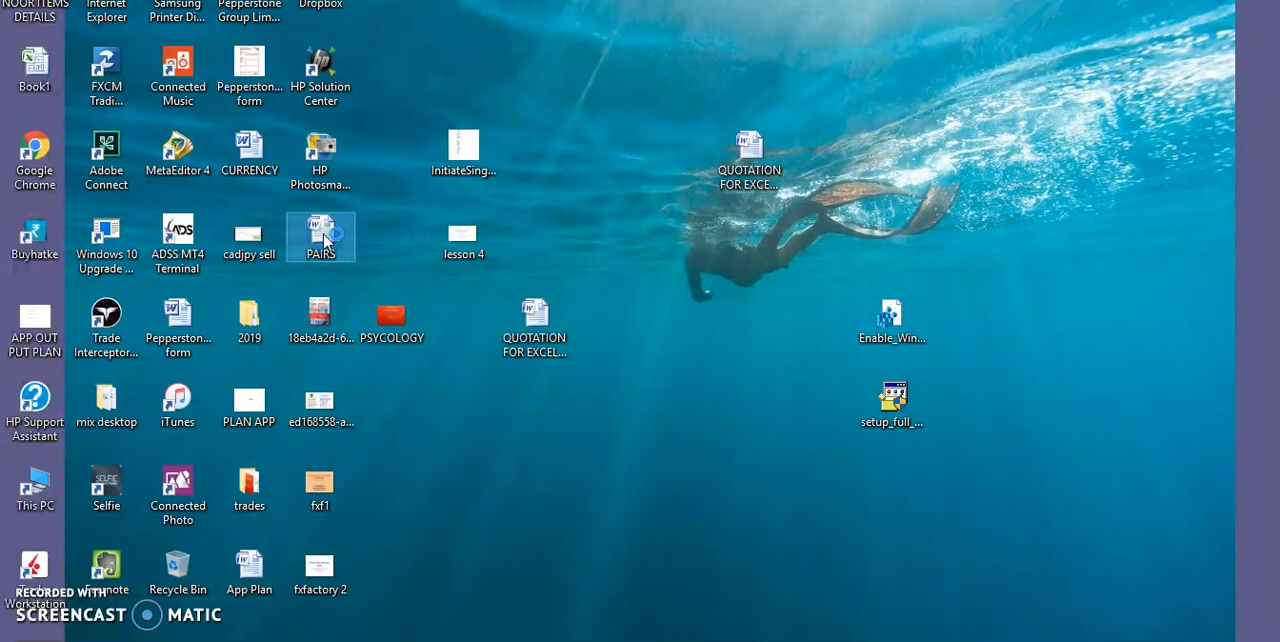 NOOR ITEMS
DETAILS
Internet
Explorer
Samsung
Printer Di...
Pepperstone
Group Lim...
Dropbox
Book1
FXCM
Tradi...
Connected
Music
Pepperston...
form
HP Solution
Center
Google
Chrome
Adobe
Connect
MetaEditor 4
CURRENCY
HP
Photosma...
InitiateSing...
QUOTATION
FOR EXCE...
Buyhatke
Windows 10
Upgrade ...
ADSS MT4
Terminal
cadjpy sell
PAIRS
lesson 4
APP OUT
PUT PLAN
Trade
Interceptor...
Pepperston...
form
2019
18eb4a2d-6...
PSYCOLOGY
QUOTATION
FOR EXCEL...
Enable_Win...
HP Support
Assistant
mix desktop
iTunes
PLAN APP
ed168558-a...
setup_full_...
This PC
Selfie
Connected
Photo
trades
fxf1
Workstation
Recycle Bin
App Plan
fxfactory 2
RECORDED WITH
SCREENCAST MATIC